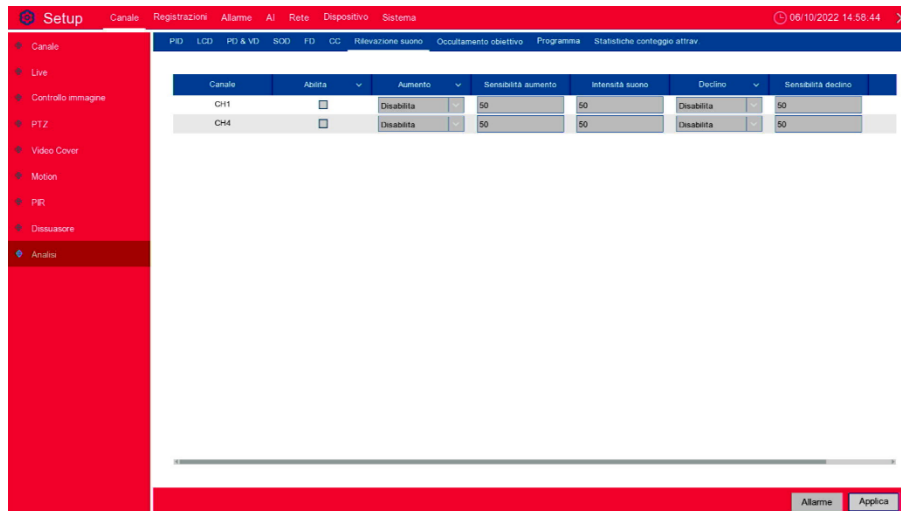 Setup Canale Registrazioni Allarme AI Rete Dispositivo Sistema 06/10/2022 14.58.44
PID LCD PD & VD SOD FD CC Rilevazione suono Occultamento obiettivo Programma Statistiche conteggio attrav
Canale
Live
Controllo immagine
PTZ
Video Cover
Motion
PIR
Dissuasore
Analisi
Canale Abilita Aumento Sensibilità aumento Intensità suono Declino Sensibilità declino
CH1 Disabilita 50 50 Disabilita 50
CH4 Disabilita 50 50 Disabilita 50
Allarme Applica